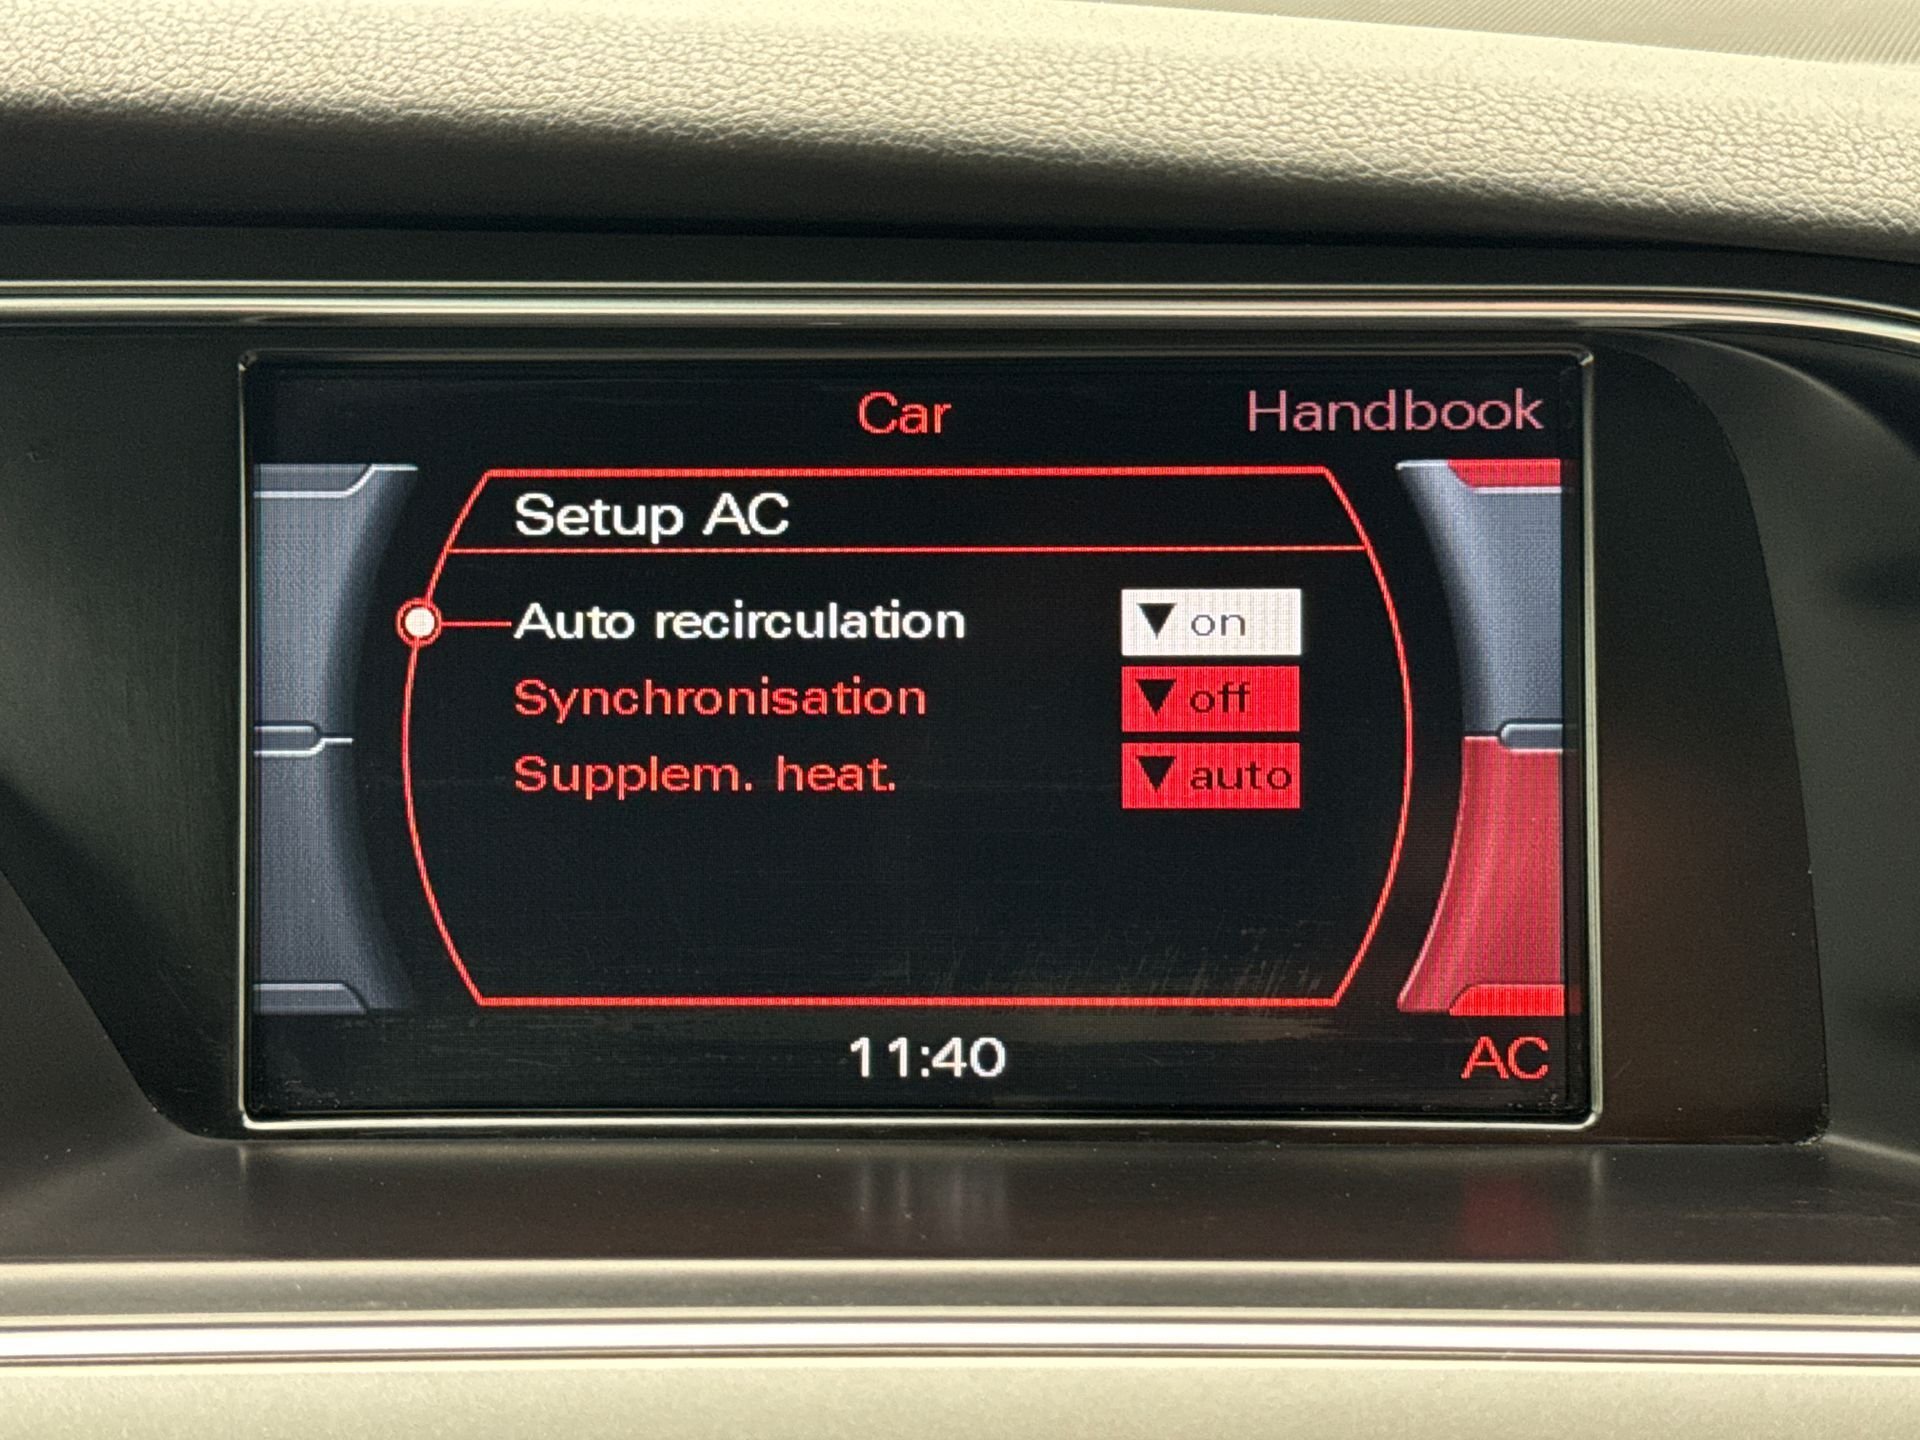 Car
Handbook
Setup AC
Auto recirculation ▼ on
Synchronisation ▼ off
Supplem. heat. ▼ auto
11:40
AC